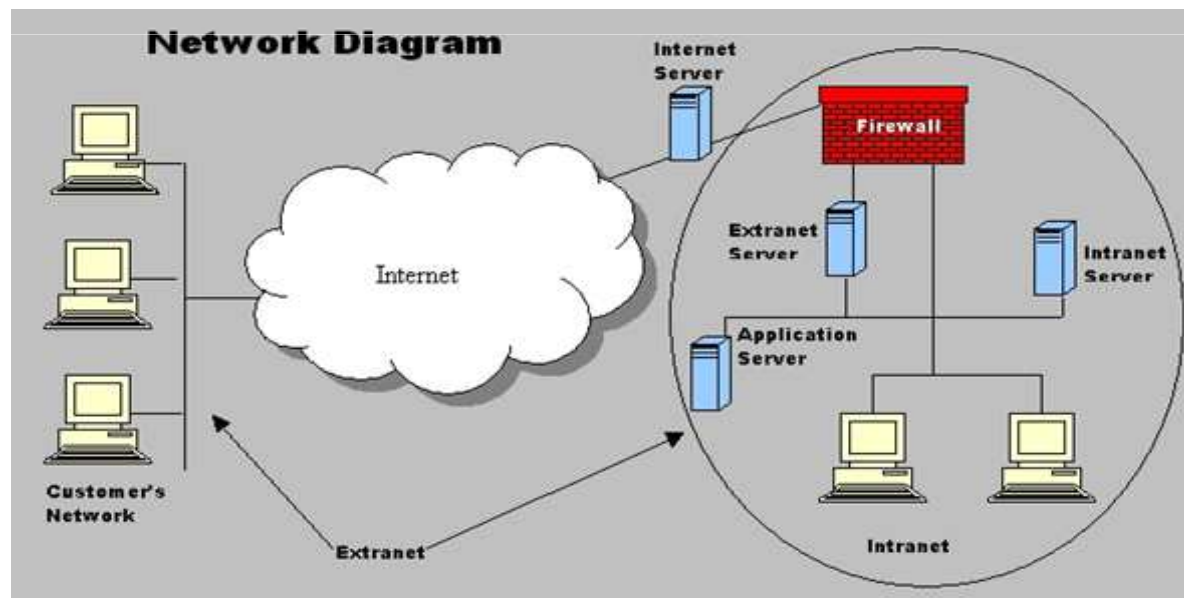 Network Diagram
Internet
Server
Firewall
Extranet
Server
Intranet
Server
Internet
Application
Server
Customer's
Network
Extranet
Intranet